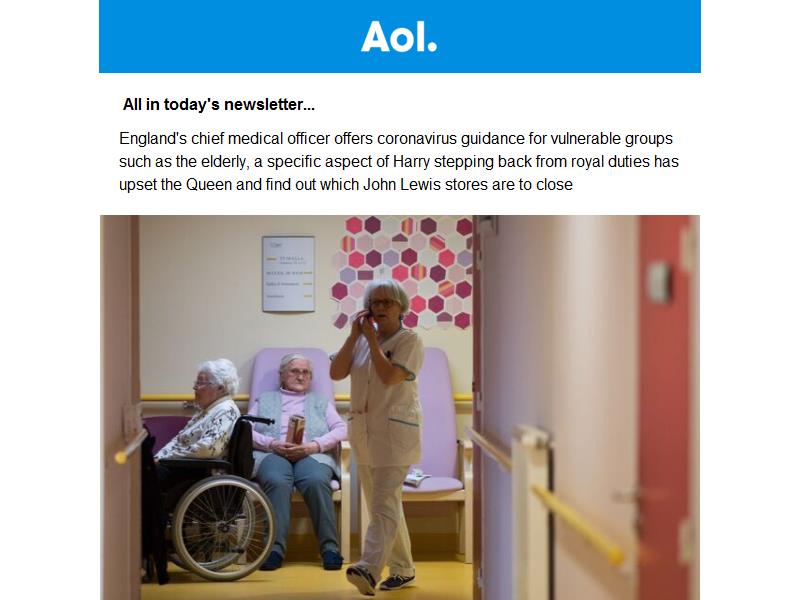 Aol.
All in today's newsletter...
England's chief medical officer offers coronavirus guidance for vulnerable groups
such as the elderly, a specific aspect of Harry stepping back from royal duties has
upset the Queen and find out which John Lewis stores are to close